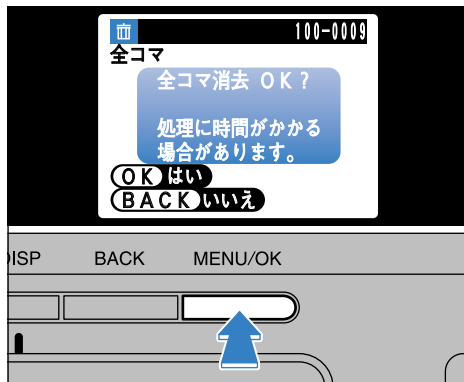 100-0009
全コマ
全コマ消去 OK?
処理に時間がかかる
場合があります。
OK はい
BACK いいえ
DISP BACK MENU/OK